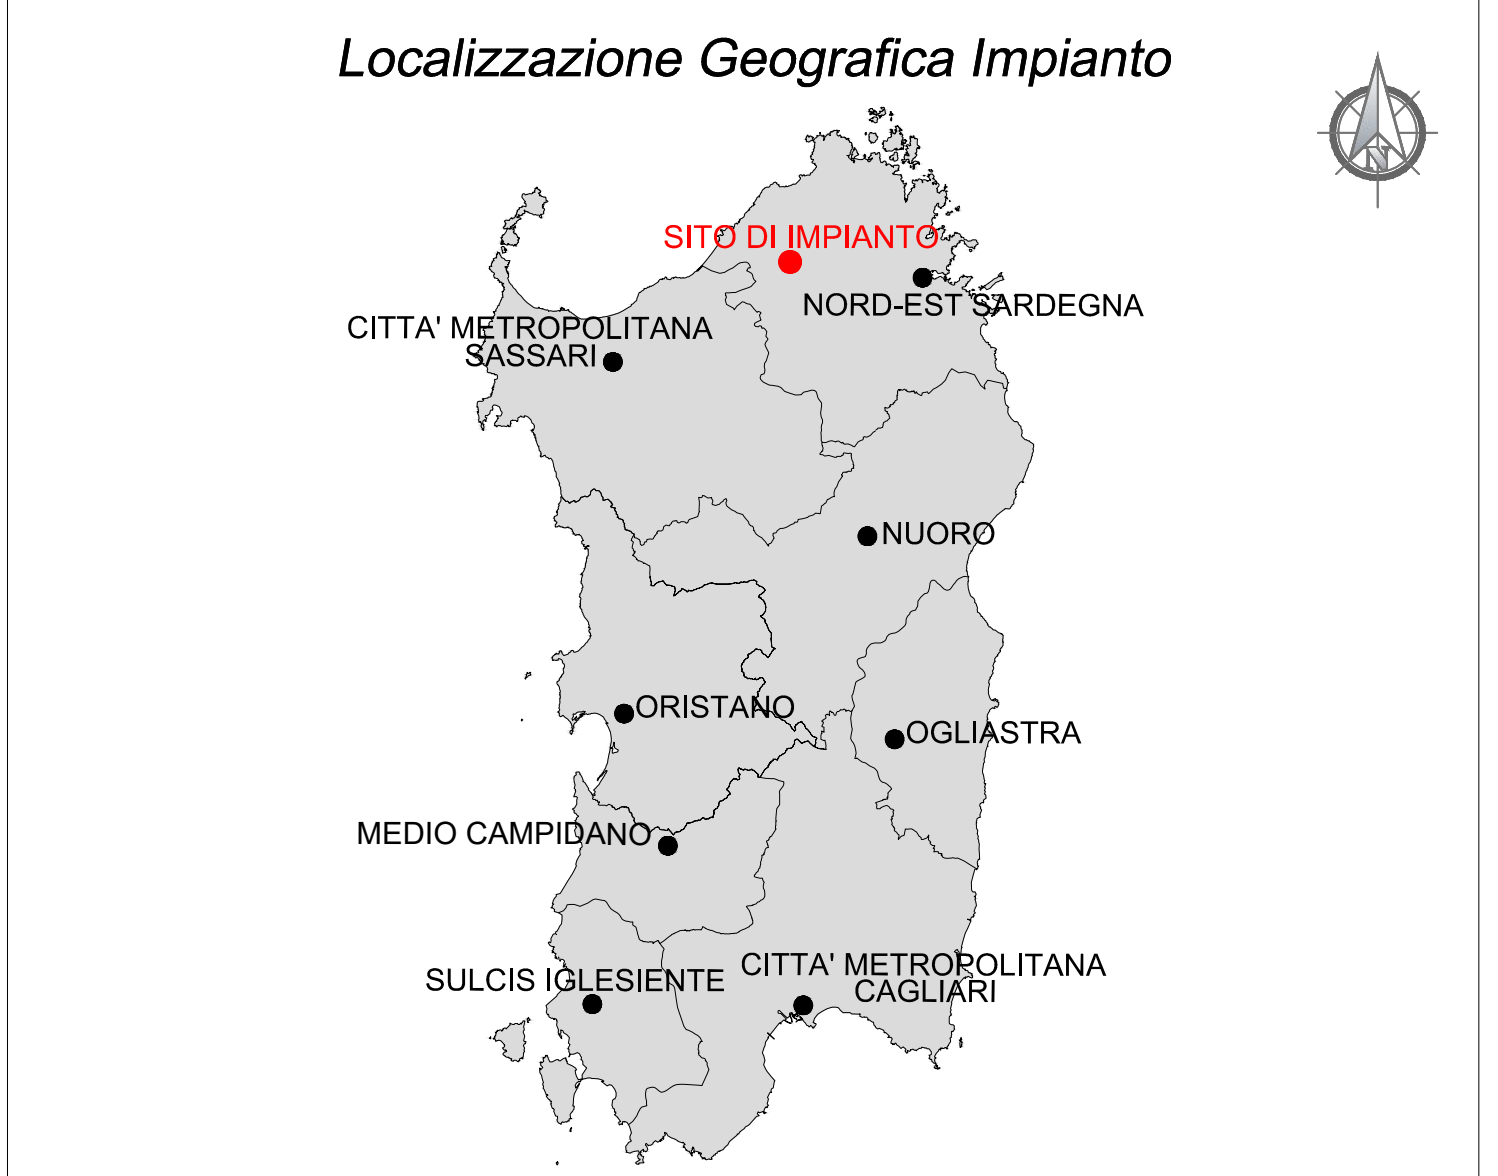 Localizzazione Geografica Impianto
N
SITO DI IMPIANTO
NORD-EST SARDEGNA
CITTA' METROPOLITANA
SASSARI
NUORO
ORISTANO
OGLIASTRA
MEDIO CAMPIDANO
CITTA' METROPOLITANA
CAGLIARI
SULCIS IGLESIENTE